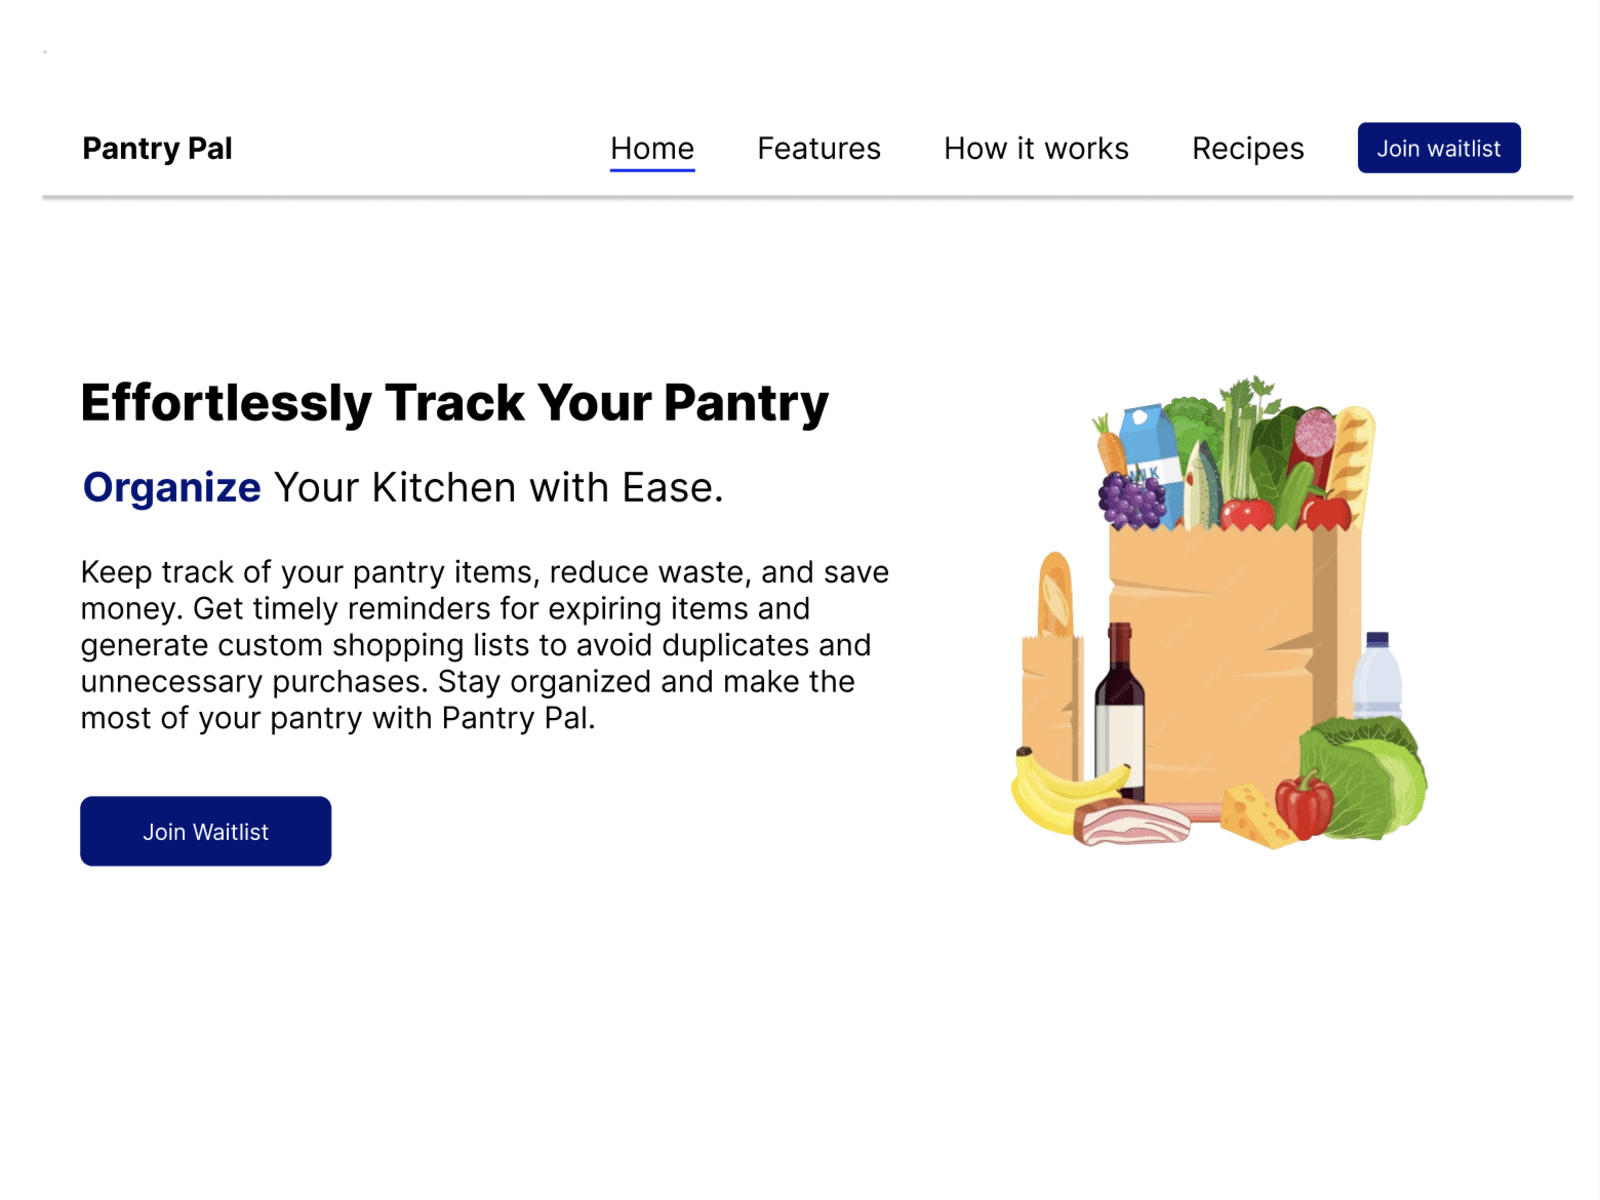 Pantry Pal
Home
Features
How it works
Recipes
Join waitlist
Effortlessly Track Your Pantry
Organize Your Kitchen with Ease.
Keep track of your pantry items, reduce waste, and save
money. Get timely reminders for expiring items and
generate custom shopping lists to avoid duplicates and
unnecessary purchases. Stay organized and make the
most of your pantry with Pantry Pal.
Join Waitlist